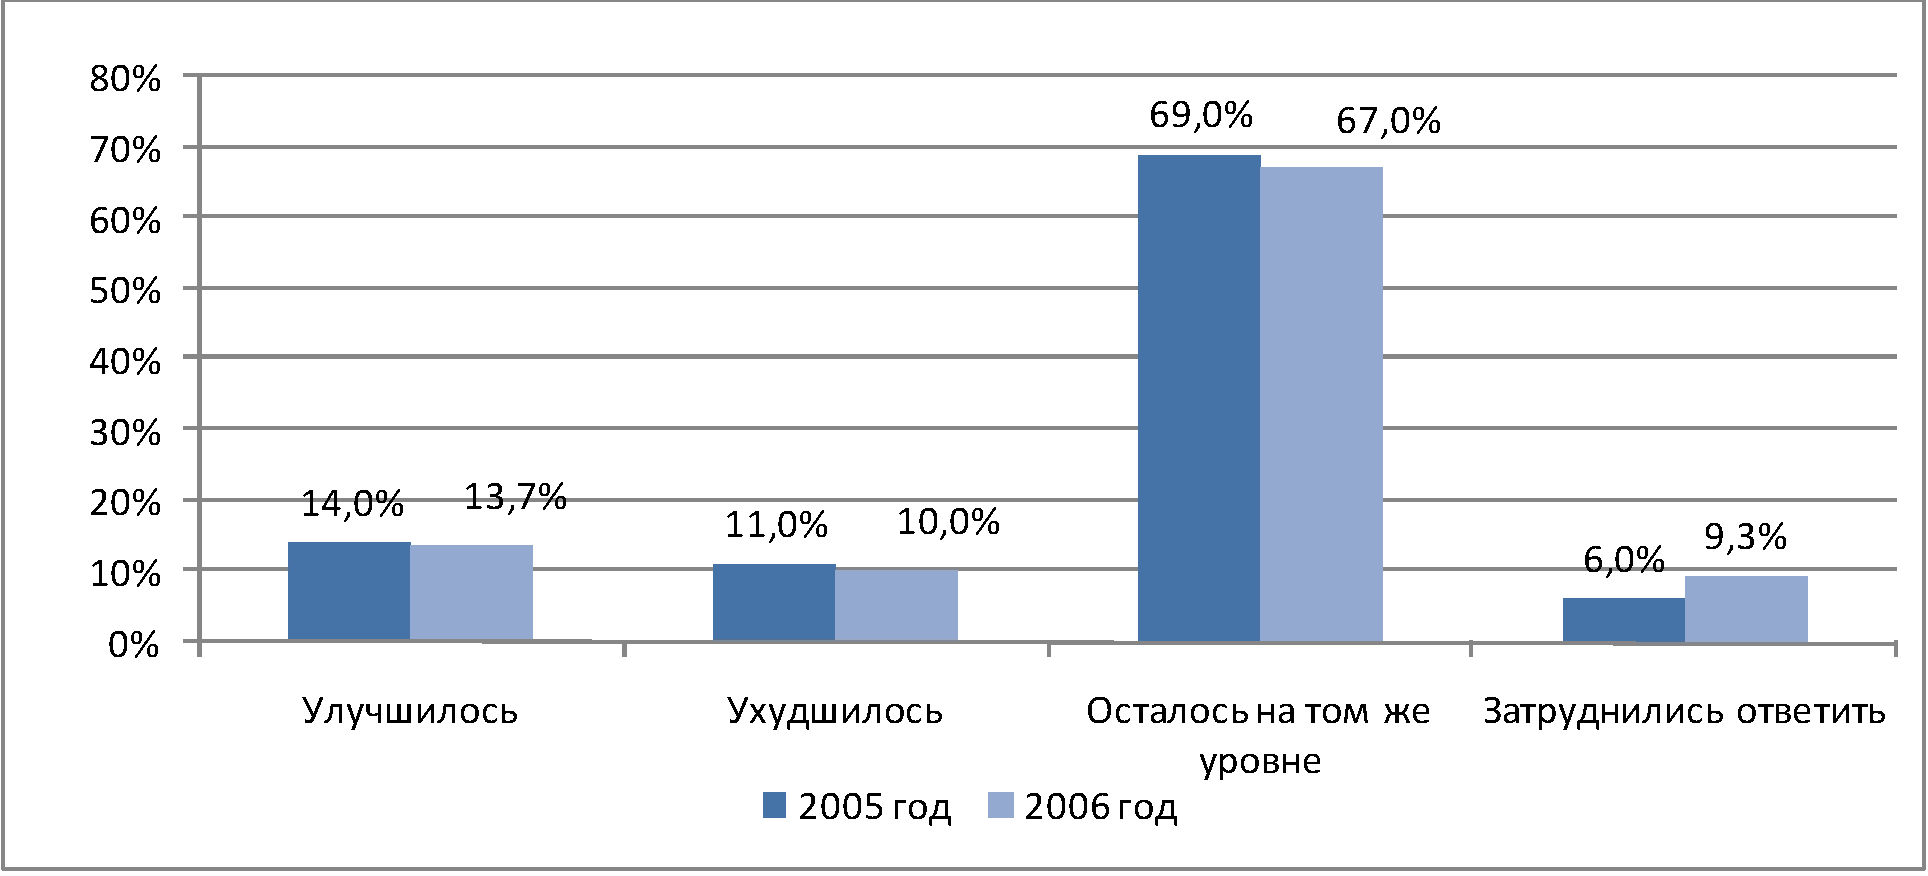 80%
70%
60%
50%
40%
30%
20%
10%
0%
14,0%
13,7%
11,0%
10,0%
69,0%
67,0%
6,0%
9,3%
Улучшилось
Ухудшилось
Осталось на том же
уровне
Затруднились ответить
2005 год
2006 год